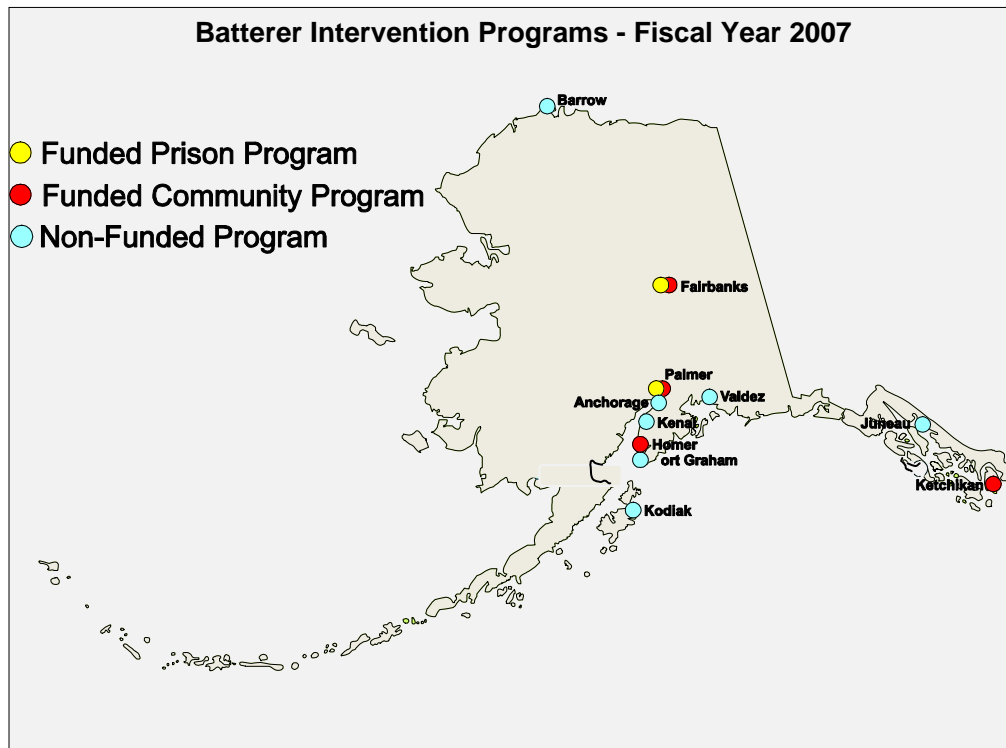 Batterer Intervention Programs - Fiscal Year 2007
Barrow
Funded Prison Program
Funded Community Program
Non-Funded Program
Fairbanks
Palmer
Anchorage
Valdez
Kenai
Juneau
Homer
ort Graham
Ketchikan
Kodiak